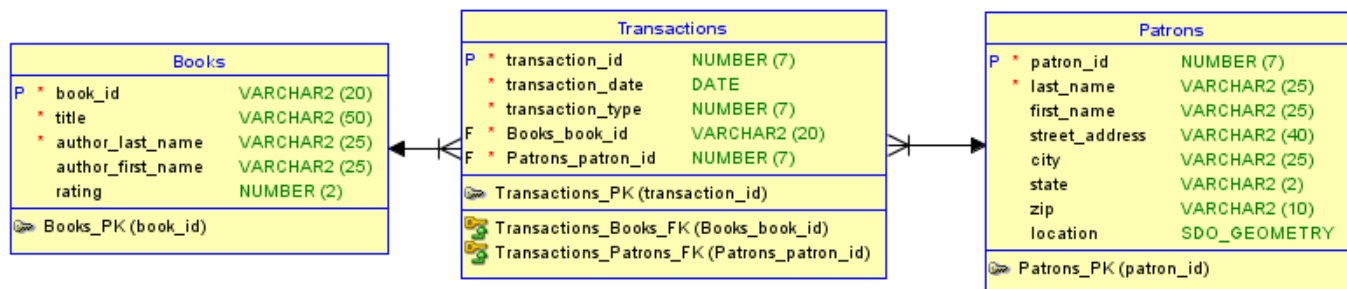 Books
P * book_id VARCHAR2 (20)
* title VARCHAR2 (50)
* author_last_name VARCHAR2 (25)
author_first_name VARCHAR2 (25)
rating NUMBER (2)
Books_PK (book_id)
Transactions
P * transaction_id NUMBER (7)
* transaction_date DATE
* transaction_type NUMBER (7)
F * Books_book_id VARCHAR2 (20)
F * Patrons_patron_id NUMBER (7)
Transactions_PK (transaction_id)
Transactions_Books_FK (Books_book_id)
Transactions_Patrons_FK (Patrons_patron_id)
Patrons
P * patron_id NUMBER (7)
* last_name VARCHAR2 (25)
first_name VARCHAR2 (25)
street_address VARCHAR2 (40)
city VARCHAR2 (25)
state VARCHAR2 (2)
zip VARCHAR2 (10)
location SDO_GEOMETRY
Patrons_PK (patron_id)